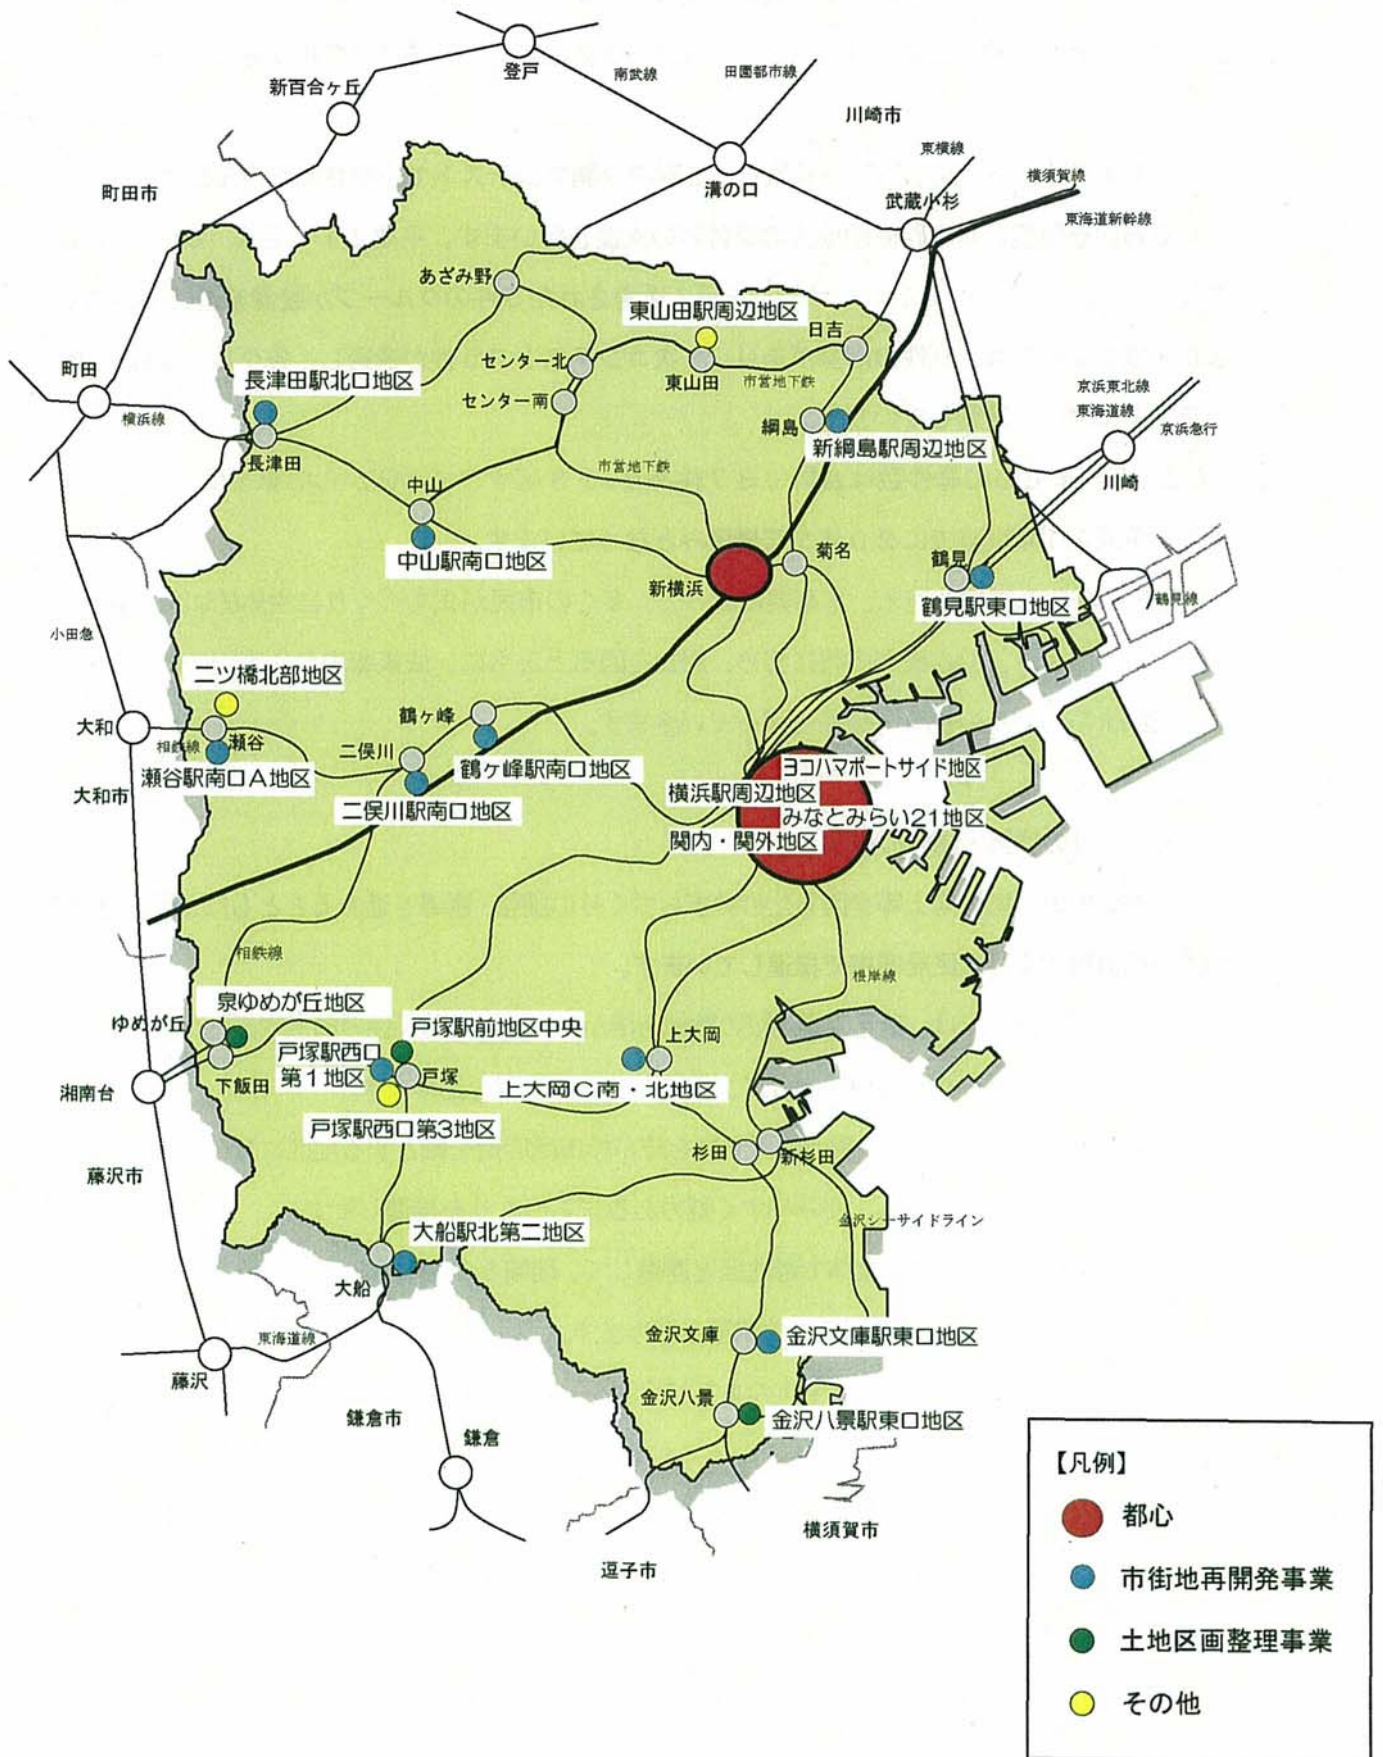 登戸
南武線
田園都市線
新百合ヶ丘
川崎市
東横線
溝の口
横須賀線
町田市
武蔵小杉
東海道新幹線
あざみ野
東山田駅周辺地区
日吉
センター北
町田
東山田
市営地下鉄
長津田駅北口地区
京浜東北線
センター南
東海道線
横浜線
綱島
京浜急行
新綱島駅周辺地区
長津田
市営地下鉄
川崎
中山
中山駅南口地区
菊名
鶴見
新横浜
鶴見線
鶴見駅東口地区
小田急
二ツ橋北部地区
鶴ヶ峰
大和
相鉄線
瀬谷
二俣川
瀬谷駅南口A地区
鶴ヶ峰駅南口地区
ヨコハマポートサイド地区
大和市
横浜駅周辺地区
二俣川駅南口地区
みなとみらい21地区
関内・関外地区
相鉄線
根岸線
泉ゆめが丘地区
ゆめが丘
戸塚駅前地区中央
上大岡
戸塚駅西口
第1地区
戸塚
下飯田
湘南台
上大岡C南・北地区
戸塚駅西口第3地区
杉田
新杉田
藤沢市
金沢シーサイドライン
大船駅北第二地区
大船
東海道線
金沢文庫
金沢文庫駅東口地区
藤沢
金沢八景
鎌倉市
金沢八景駅東口地区
鎌倉
横須賀市
逗子市
【凡例】
都心
市街地再開発事業
土地区画整理事業
その他